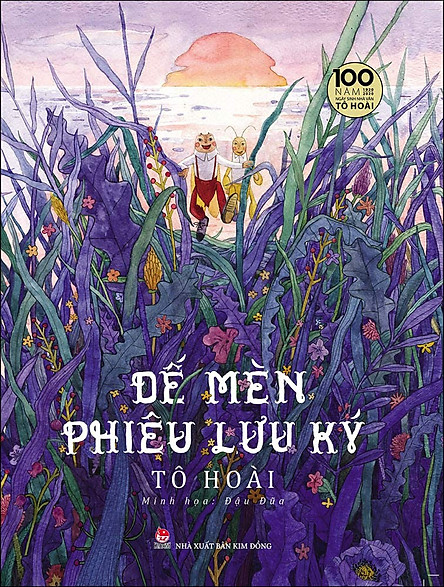 100
NĂM 1920 2020
NGÀY SINH NHÀ VĂN
TÔ HOÀI
DẾ MÈN
PHIÊU LƯU KÝ
TÔ HOÀI
Minh họa: Đậu Đũa
NHÀ XUẤT BẢN KIM ĐỒNG